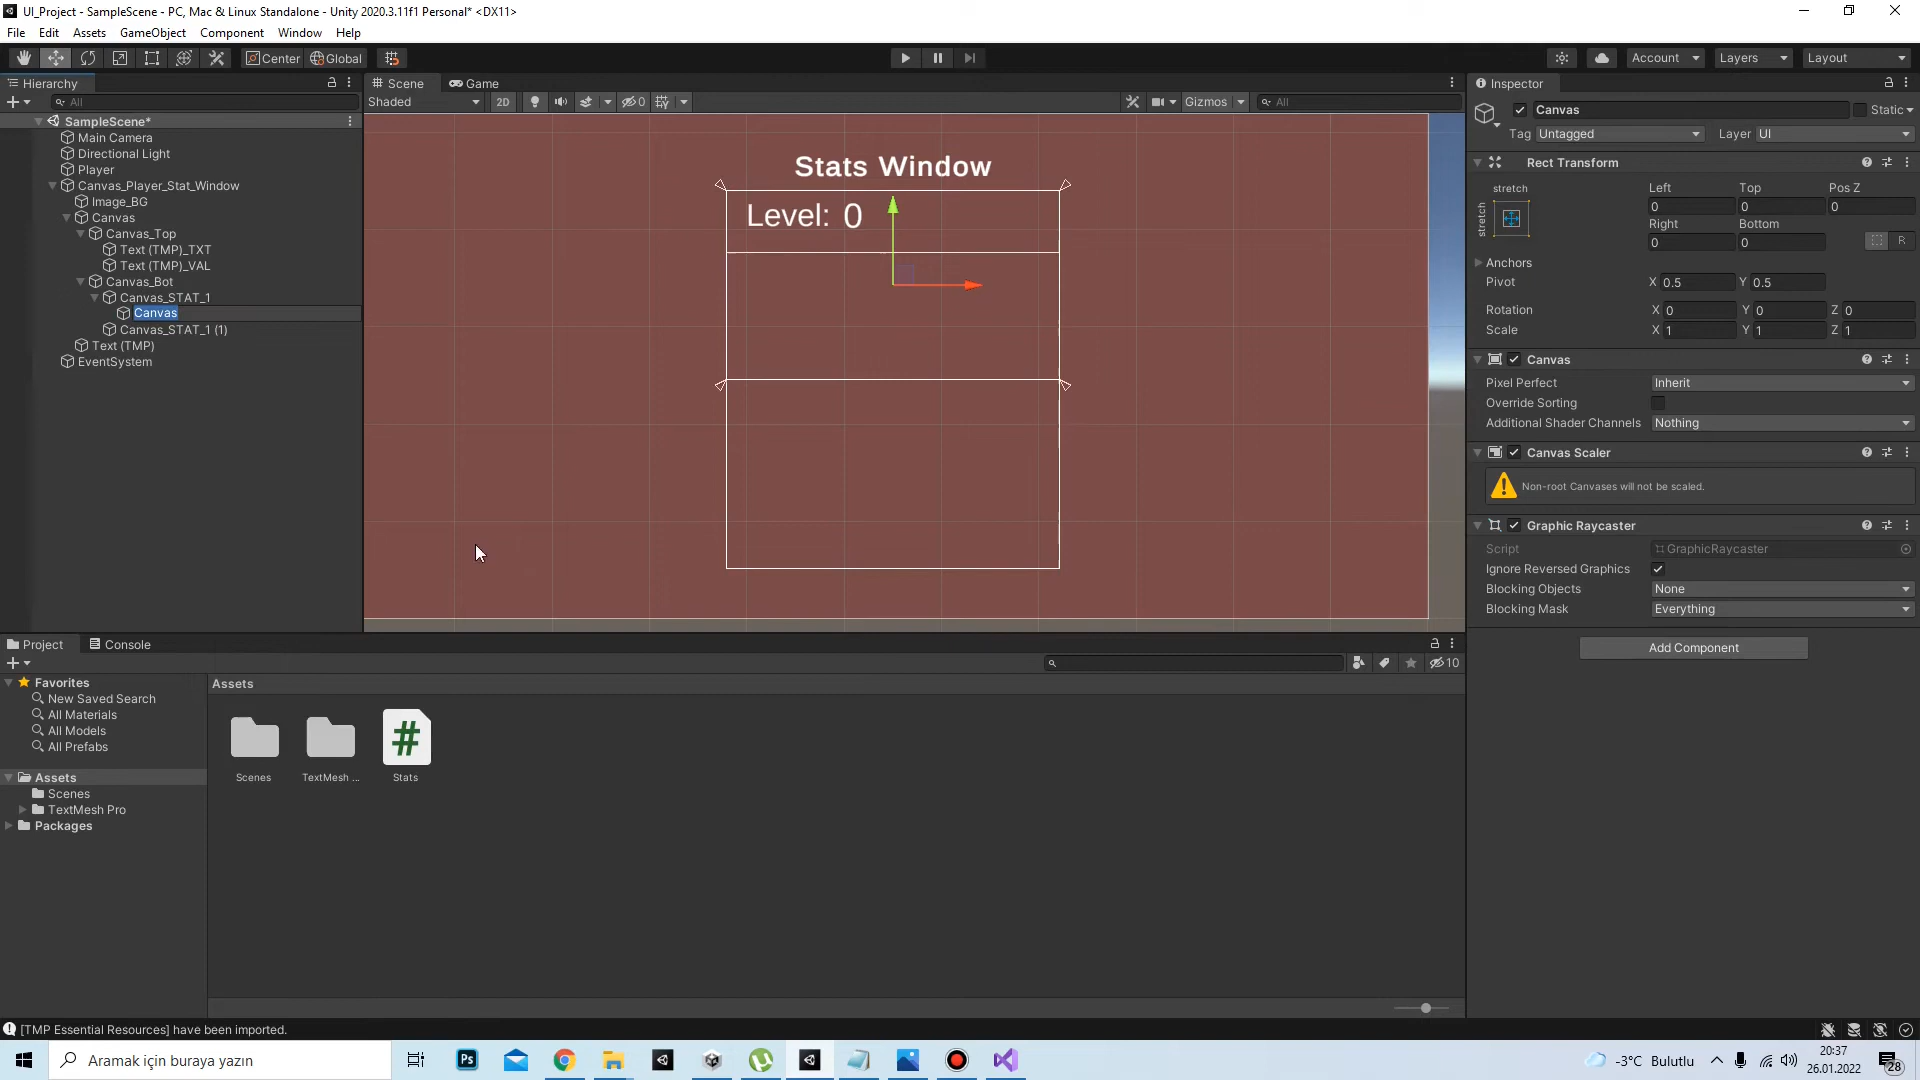 UI_Project - SampleScene - PC, Mac & Linux Standalone - Unity 2020.3.11f1 Personal* <DX11>
File Edit Assets GameObject Component Window Help
Center Global Account Layers Layout
Hierarchy
All
SampleScene*
Main Camera
Directional Light
Player
Canvas_Player_Stat_Window
Image_BG
Canvas
Canvas_Top
Text (TMP)_TXT
Text (TMP)_VAL
Canvas_Bot
Canvas_STAT_1
Canvas
Canvas_STAT_1 (1)
Text (TMP)
EventSystem
Scene Game
Shaded 2D 0 Gizmos All
Stats Window
Level: 0
Inspector
Canvas Static
Tag Untagged Layer UI
Rect Transform
stretch Left Top Pos Z
stretch 0 0 0
Right Bottom
0 0 R
Anchors
Pivot X 0.5 Y 0.5
Rotation X 0 Y 0 Z 0
Scale X 1 Y 1 Z 1
Canvas
Pixel Perfect Inherit
Override Sorting
Additional Shader Channels Nothing
Canvas Scaler
Non-root Canvases will not be scaled.
Graphic Raycaster
Script GraphicRaycaster
Ignore Reversed Graphics
Blocking Objects None
Blocking Mask Everything
Add Component
Project Console
10
Favorites
New Saved Search
All Materials
All Models
All Prefabs
Assets
Scenes
TextMesh Pro
Packages
Assets
#
Scenes TextMesh ... Stats
[TMP Essential Resources] have been imported.
Aramak için buraya yazın
Ps
-3°C Bulutlu
20:37
26.01.2022
28